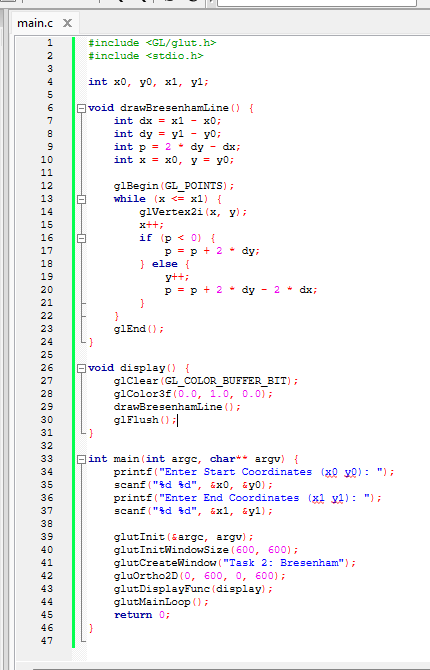 main.c X
1 #include <GL/glut.h>
2 #include <stdio.h>
3
4 int x0, y0, x1, y1;
5
6 void drawBresenhamLine() {
7 int dx = x1 - x0;
8 int dy = y1 - y0;
9 int p = 2 * dy - dx;
10 int x = x0, y = y0;
11
12 glBegin(GL_POINTS);
13 while (x <= x1) {
14 glVertex2i(x, y);
15 x++;
16 if (p < 0) {
17 p = p + 2 * dy;
18 } else {
19 y++;
20 p = p + 2 * dy - 2 * dx;
21 }
22 }
23 glEnd();
24 }
25
26 void display() {
27 glClear(GL_COLOR_BUFFER_BIT);
28 glColor3f(0.0, 1.0, 0.0);
29 drawBresenhamLine();
30 glFlush();
31 }
32
33 int main(int argc, char** argv) {
34 printf("Enter Start Coordinates (x0 y0): ");
35 scanf("%d %d", &x0, &y0);
36 printf("Enter End Coordinates (x1 y1): ");
37 scanf("%d %d", &x1, &y1);
38
39 glutInit(&argc, argv);
40 glutInitWindowSize(600, 600);
41 glutCreateWindow("Task 2: Bresenham");
42 gluOrtho2D(0, 600, 0, 600);
43 glutDisplayFunc(display);
44 glutMainLoop();
45 return 0;
46 }
47